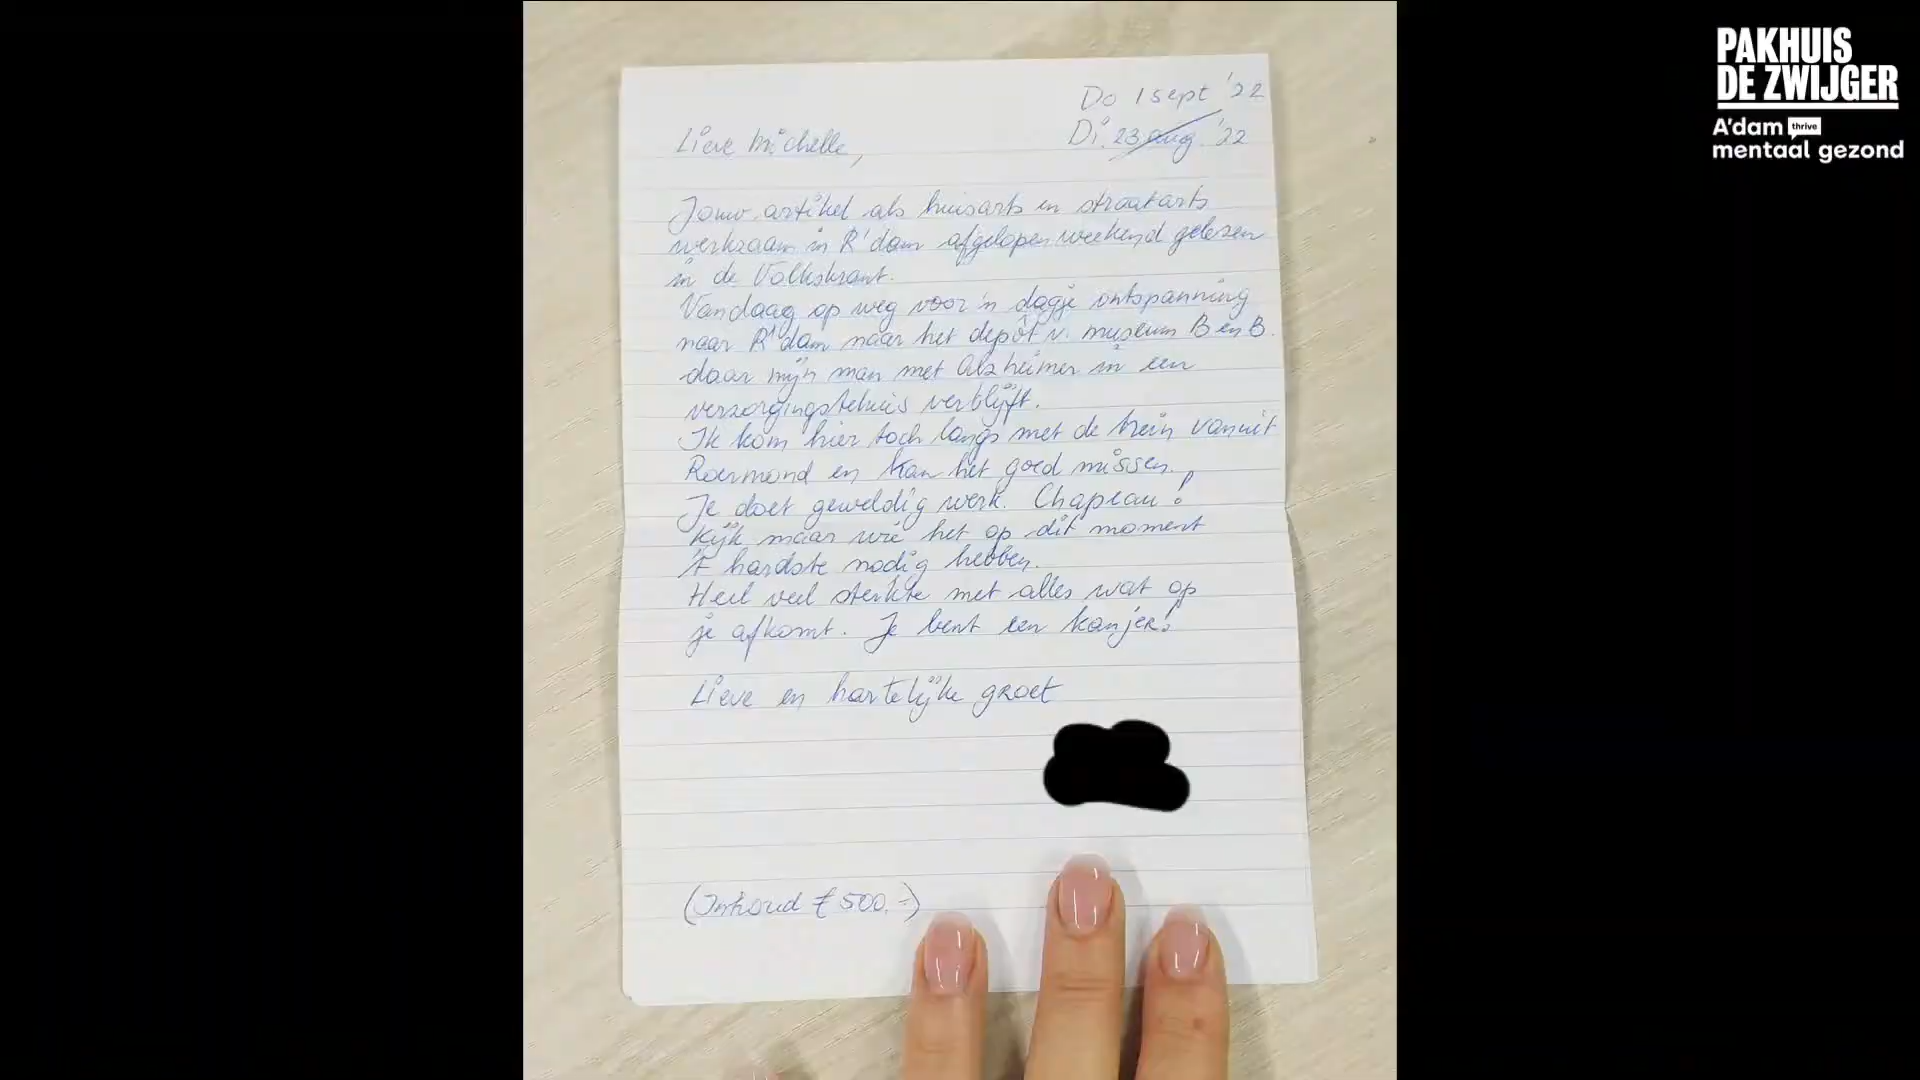 Do 1 sept '22
Di. 23 aug. '22
Lieve Michelle,
Jouw artikel als huisarts en straatarts
werkzaam in R'dam afgelopen weekend gelezen
in de Volkskrant.
Vandaag op weg voor 'n dagje ontspanning
naar R'dam naar het depôt v. museum B en B.
daar mijn man met Alzheimer in een
verzorgingstehuis verblijft.
Ik kom hier toch langs met de trein vanuit
Roermond en kan het goed missen.
Je doet geweldig werk. Chapeau!
Kijk maar wie het op dit moment
't hardste nodig hebben.
Heel veel sterkte met alles wat op
je afkomt. Je bent een kanjer!
Lieve en hartelijke groet
(Inhoud € 500,-)
PAKHUIS
DE ZWIJGER
A'dam thrive
mentaal gezond